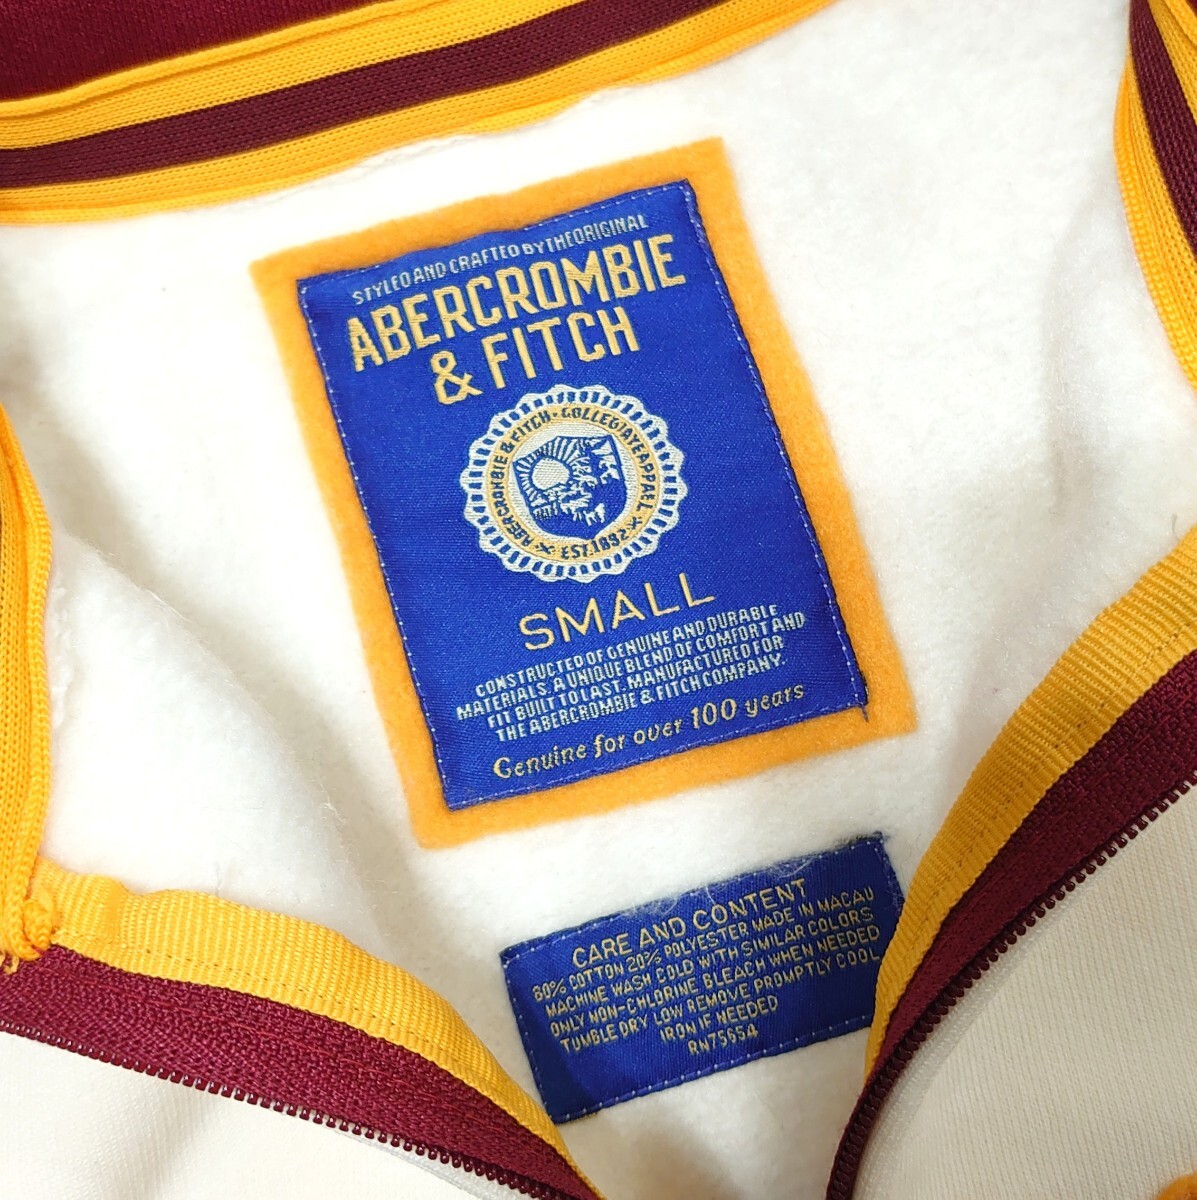 STYLED AND CRAFTED BY THE ORIGINAL
ABERCROMBIE
& FITCH
ABERCROMBIE & FITCH · COLLEGIATE APPAREL
EST. 1892
SMALL
CONSTRUCTED OF GENUINE AND DURABLE
MATERIALS. A UNIQUE BLEND OF COMFORT AND
FIT BUILT TO LAST. MANUFACTURED FOR
THE ABERCROMBIE & FITCH COMPANY.
Genuine for over 100 years
CARE AND CONTENT
80% COTTON 20% POLYESTER MADE IN MACAU
MACHINE WASH COLD WITH SIMILAR COLORS
ONLY NON-CHLORINE BLEACH WHEN NEEDED
TUMBLE DRY LOW REMOVE PROMPTLY COOL
IRON IF NEEDED
RN75654